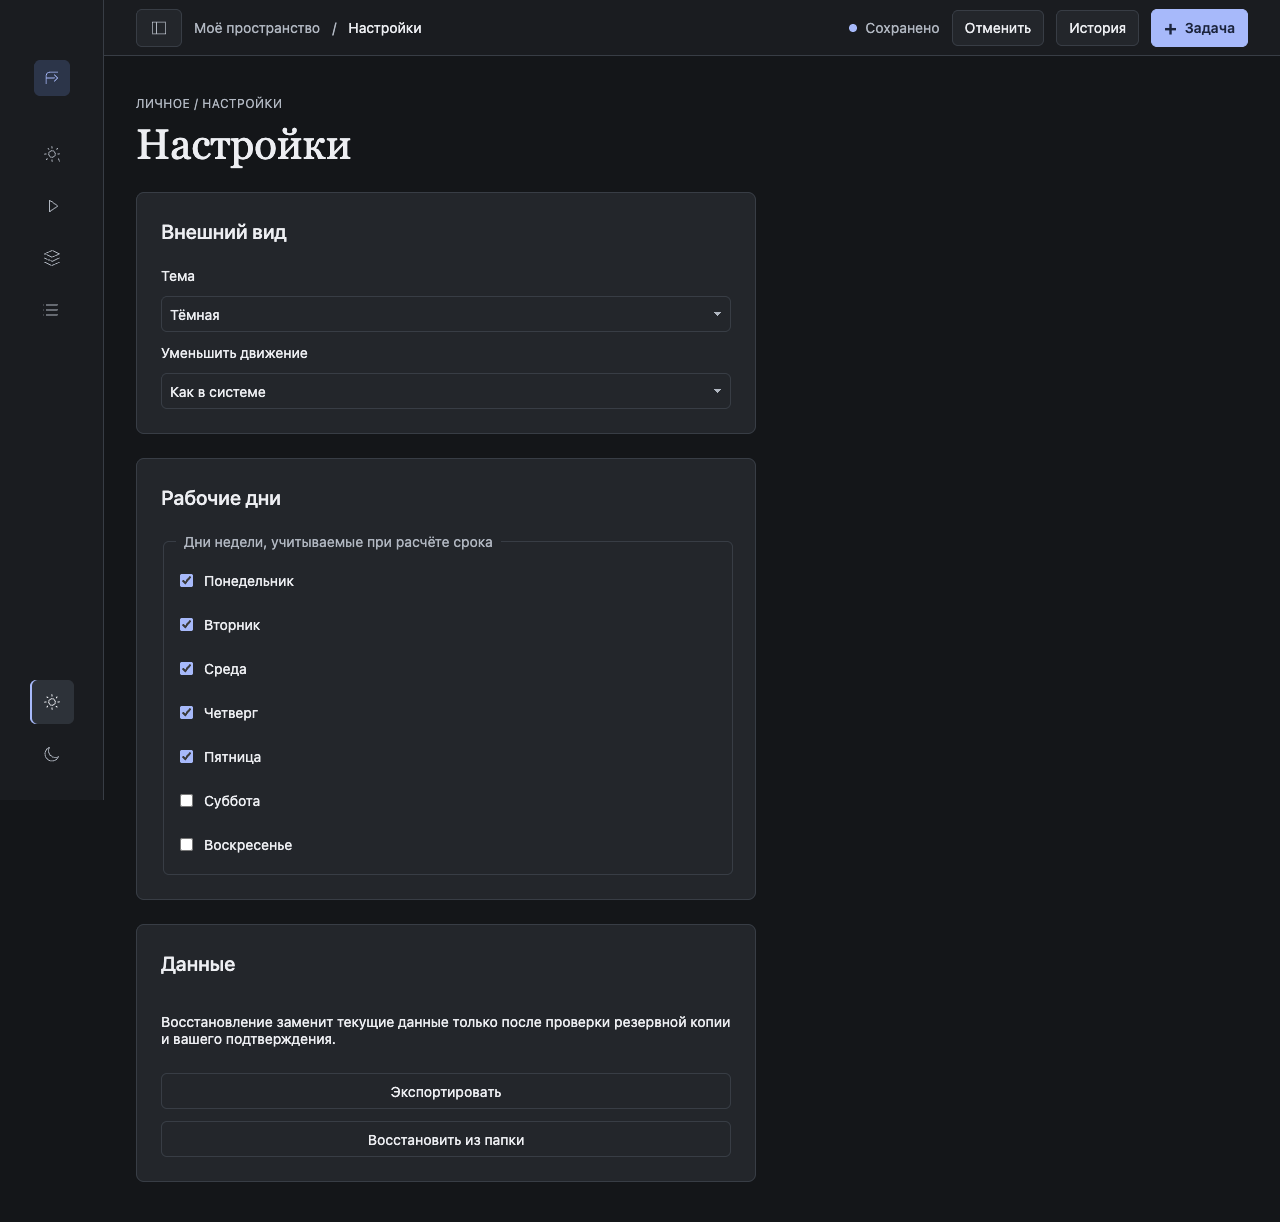 Моё пространство / Настройки
Сохранено
Отменить
История
+ Задача
ЛИЧНОЕ / НАСТРОЙКИ
Настройки
Внешний вид
Тема
Тёмная
Уменьшить движение
Как в системе
Рабочие дни
Дни недели, учитываемые при расчёте срока
Понедельник
Вторник
Среда
Четверг
Пятница
Суббота
Воскресенье
Данные
Восстановление заменит текущие данные только после проверки резервной копии
и вашего подтверждения.
Экспортировать
Восстановить из папки